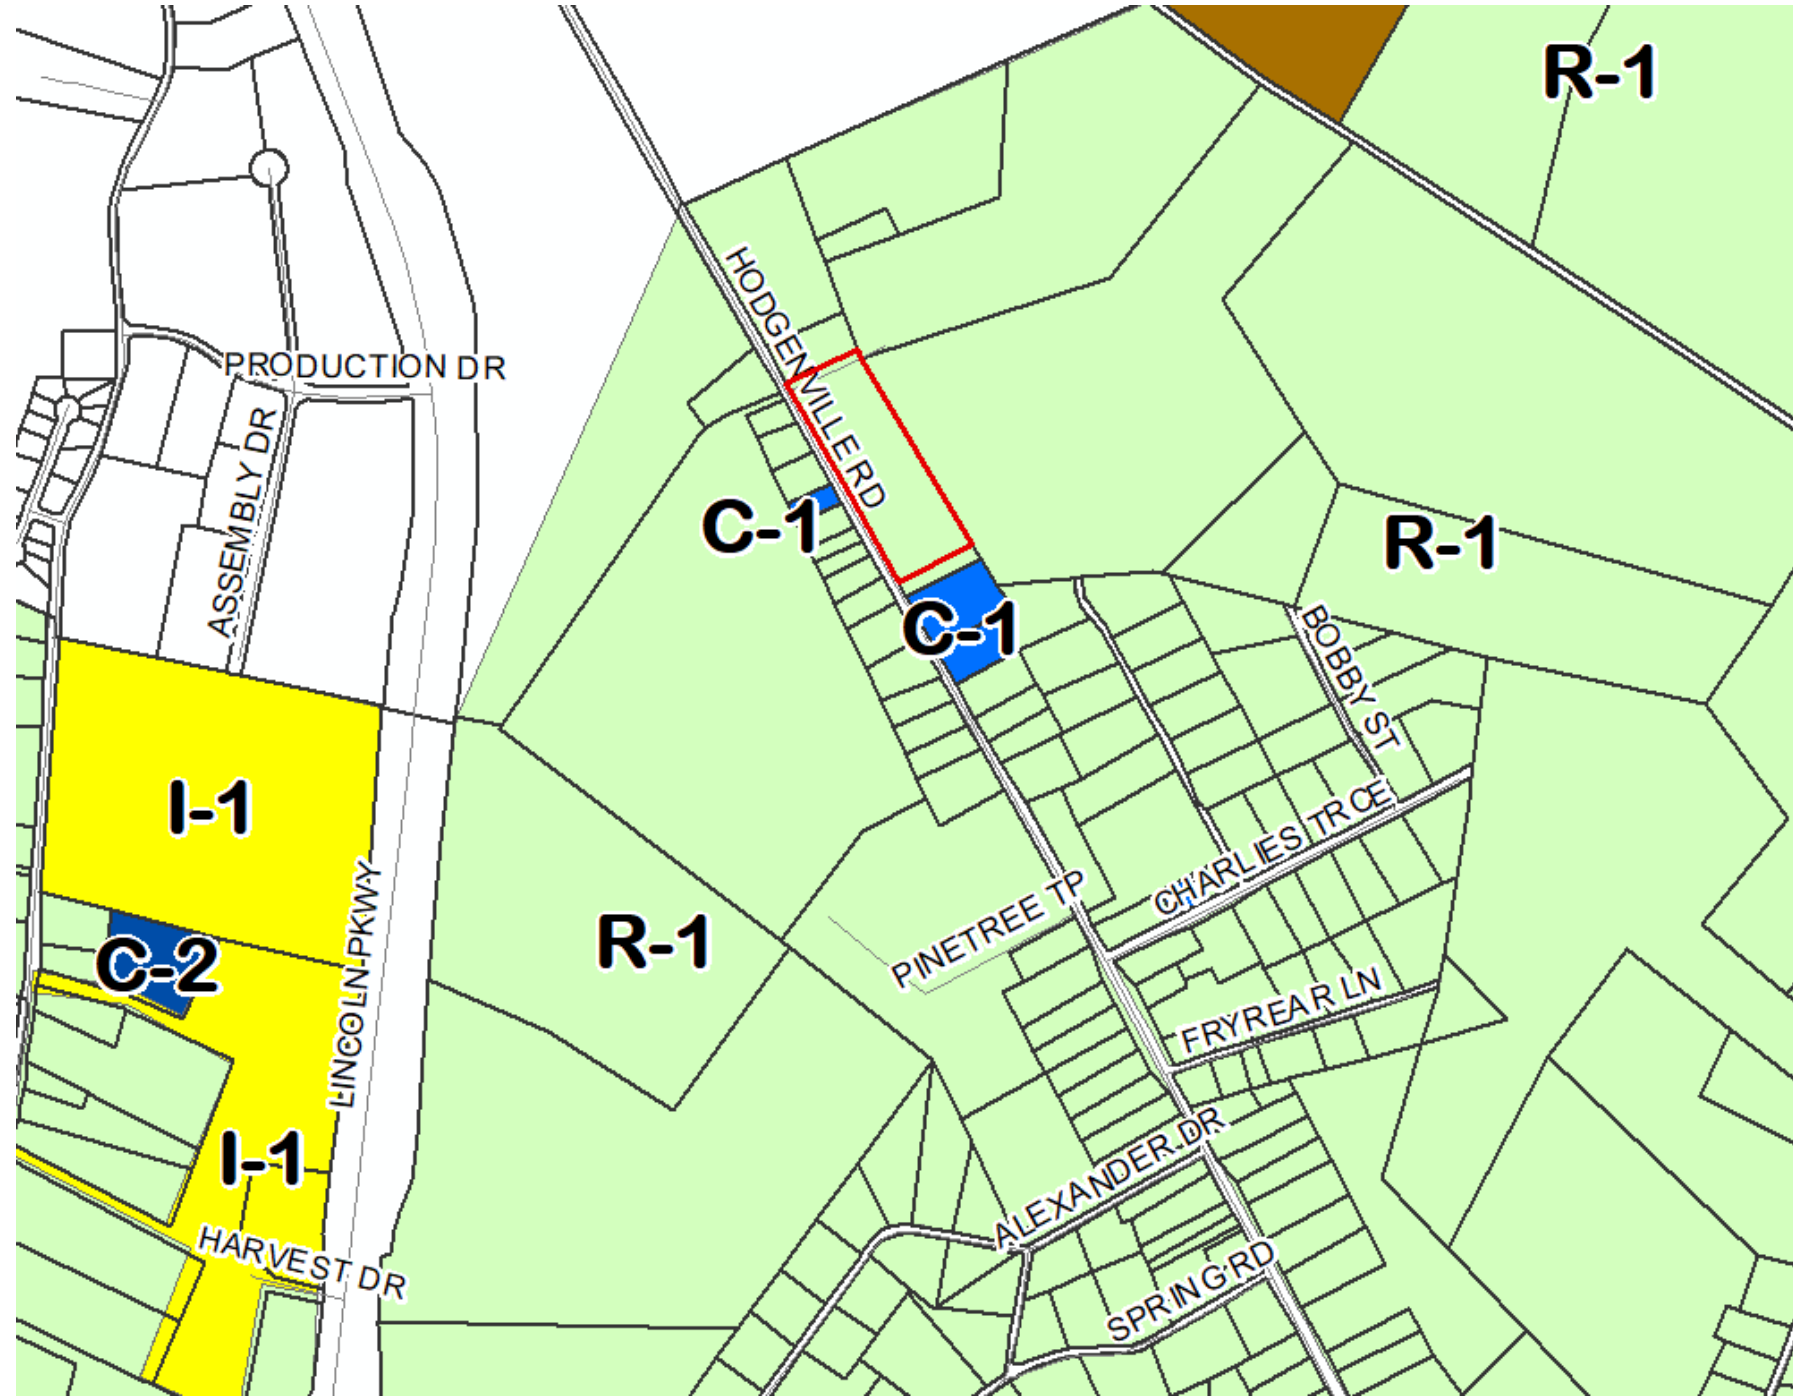 R-1
HODGENVILLE RD
PRODUCTION DR
ASSEMBLY DR
C-1
R-1
C-1
BOBBY ST
I-1
CHARLIES TRCE
LINCOLN PKWY
PINETREE TP
R-1
C-2
FRYREAR LN
I-1
ALEXANDER DR
HARVEST DR
SPRING RD